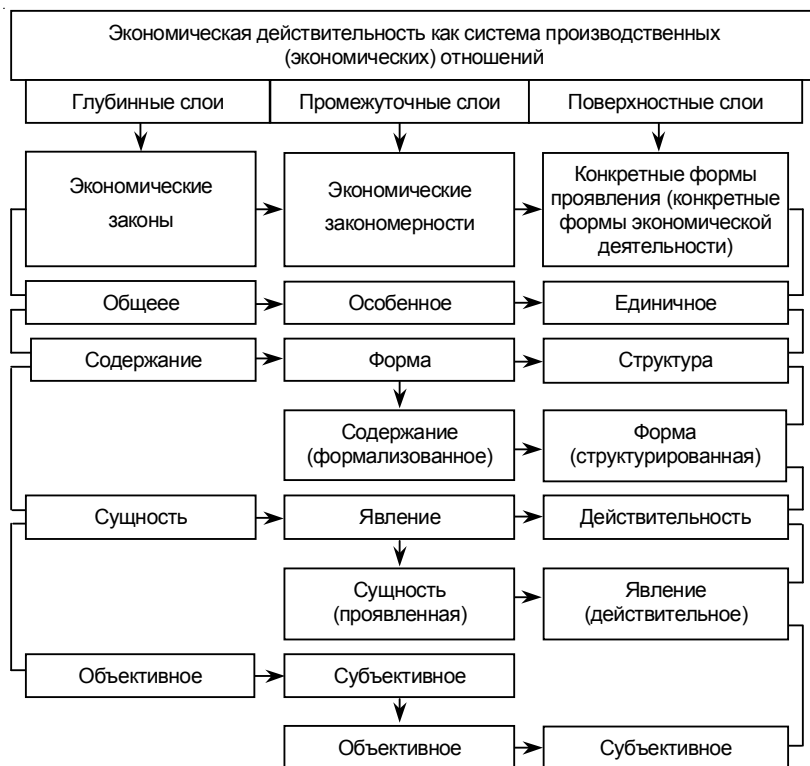 Экономическая действительность как система производственных
(экономических) отношений
Глубинные слои
Промежуточные слои
Поверхностные слои
Экономические
законы
Экономические
закономерности
Конкретные формы
проявления (конкретные
формы экономической
деятельности)
Общеее
Особенное
Единичное
Содержание
Форма
Структура
Содержание
(формализованное)
Форма
(структурированная)
Сущность
Явление
Действительность
Сущность
(проявленная)
Явление
(действительное)
Объективное
Субъективное
Объективное
Субъективное